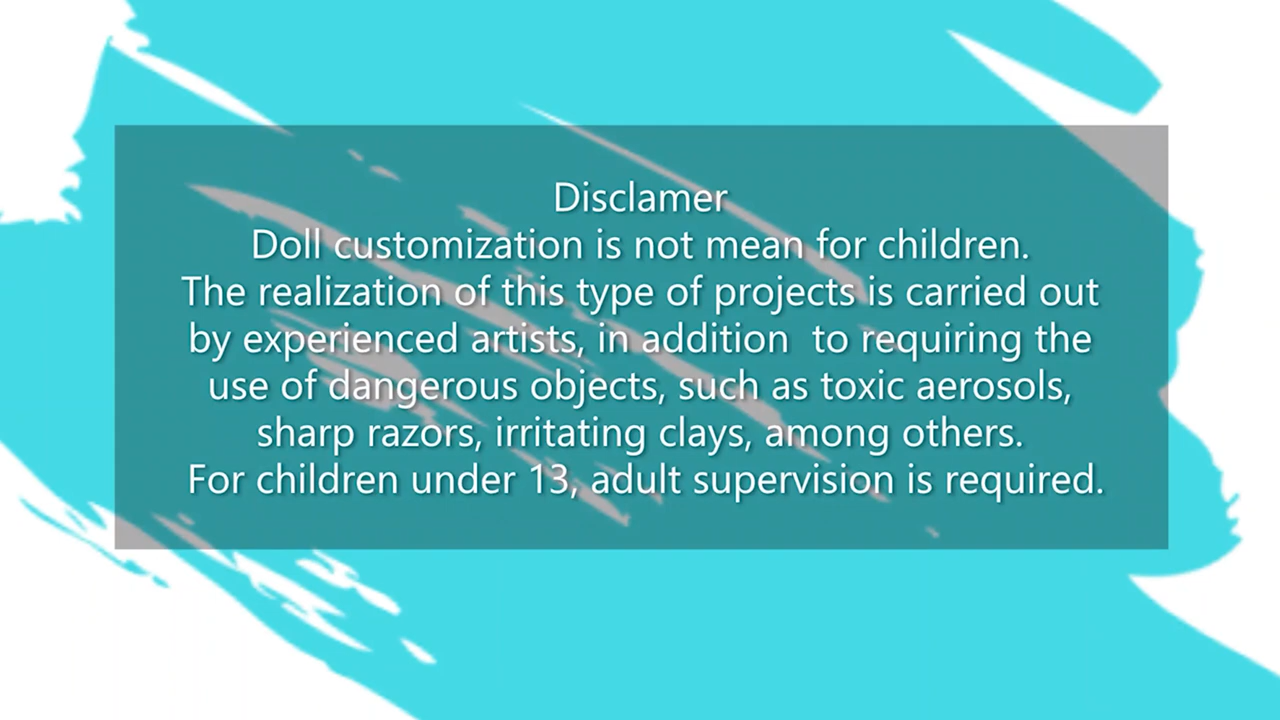 Disclamer
Doll customization is not mean for children.
The realization of this type of projects is carried out
by experienced artists, in addition  to requiring the
use of dangerous objects, such as toxic aerosols,
sharp razors, irritating clays, among others.
For children under 13, adult supervision is required.